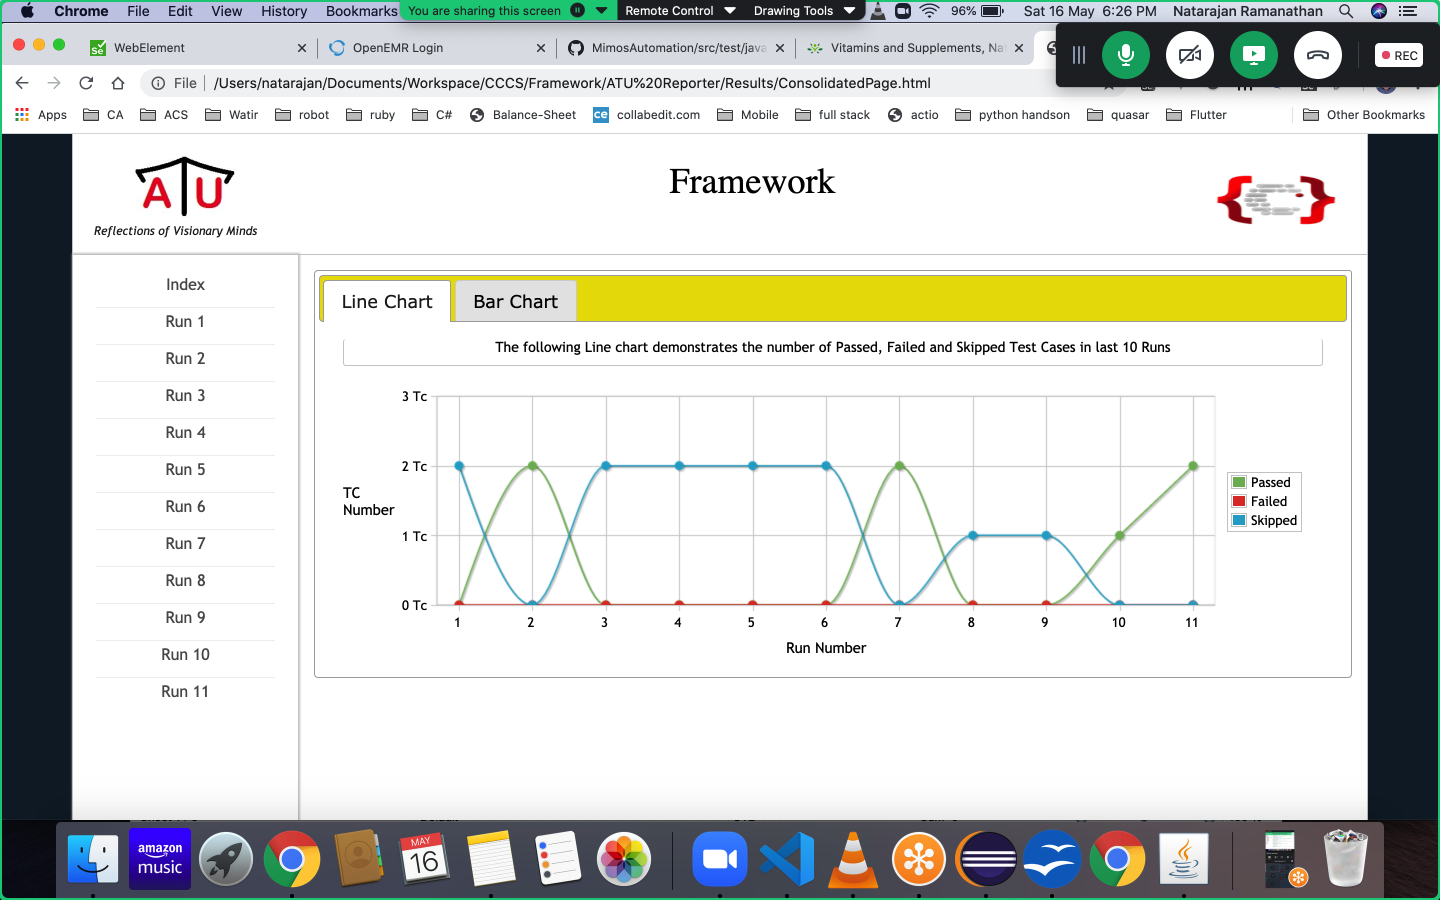 Chrome File Edit View History Bookmarks
You are sharing this screen
Remote Control Drawing Tools
96% Sat 16 May 6:26 PM Natarajan Ramanathan
WebElement
OpenEMR Login
MimosAutomation/src/test/java
Vitamins and Supplements, Na
REC
File /Users/natarajan/Documents/Workspace/CCCS/Framework/ATU%20Reporter/Results/ConsolidatedPage.html
Apps CA ACS Watir robot ruby C# Balance-Sheet ce collabedit.com Mobile full stack actio python handson quasar Flutter Other Bookmarks
ATU
Reflections of Visionary Minds
Framework
Index
Run 1
Run 2
Run 3
Run 4
Run 5
Run 6
Run 7
Run 8
Run 9
Run 10
Run 11
Line Chart Bar Chart
The following Line chart demonstrates the number of Passed, Failed and Skipped Test Cases in last 10 Runs
3 Tc
2 Tc
1 Tc
0 Tc
TC
Number
1 2 3 4 5 6 7 8 9 10 11
Run Number
Passed
Failed
Skipped
amazon
music
MAY
16